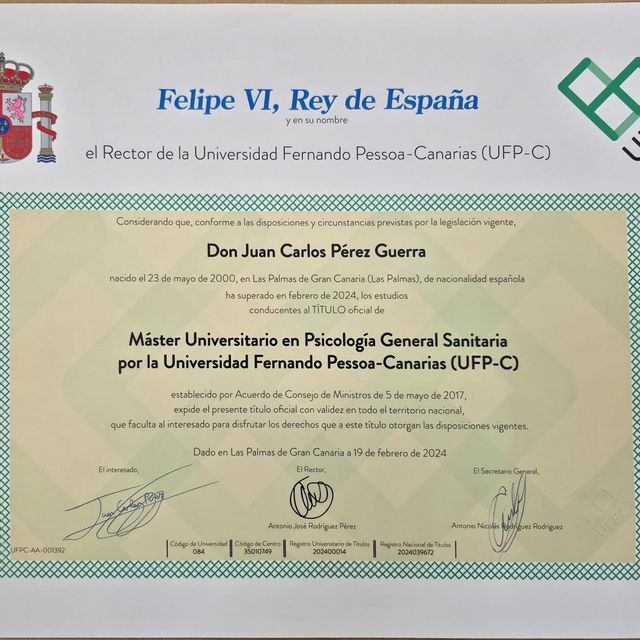 Felipe VI, Rey de España
y en su nombre
el Rector de la Universidad Fernando Pessoa-Canarias (UFP-C)
Considerando que, conforme a las disposiciones y circunstancias previstas por la legislación vigente,
Don Juan Carlos Pérez Guerra
nacido el 23 de mayo de 2000, en Las Palmas de Gran Canaria (Las Palmas), de nacionalidad española
ha superado en febrero de 2024, los estudios
conducentes al TÍTULO oficial de
Máster Universitario en Psicología General Sanitaria
por la Universidad Fernando Pessoa-Canarias (UFP-C)
establecido por Acuerdo de Consejo de Ministros de 5 de mayo de 2017,
expide el presente título oficial con validez en todo el territorio nacional,
que faculta al interesado para disfrutar los derechos que a este título otorgan las disposiciones vigentes.
Dado en Las Palmas de Gran Canaria a 19 de febrero de 2024
El interesado, El Rector, El Secretario General,
Juan Carlos Pérez
Antonio José Rodríguez Pérez Antonio Nicolás Rodríguez Rodríguez
UFPC-AA-001392
Código de Universidad Código de Centro Registro Universitario de Títulos Registro Nacional de Títulos
084 35010749 202400014 2024039672